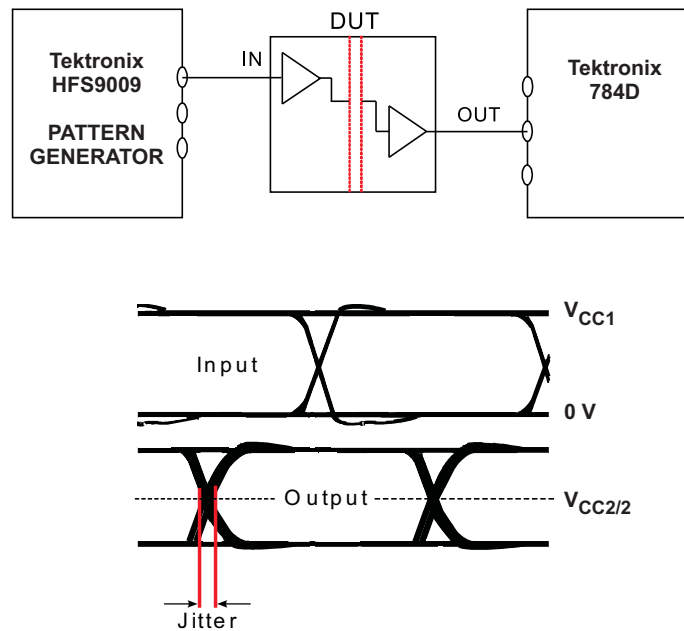 DUT
Tektronix
HFS9009
PATTERN
GENERATOR
IN
OUT
Tektronix
784D
Input
VCC1
0 V
Output
VCC2/2
Jitter